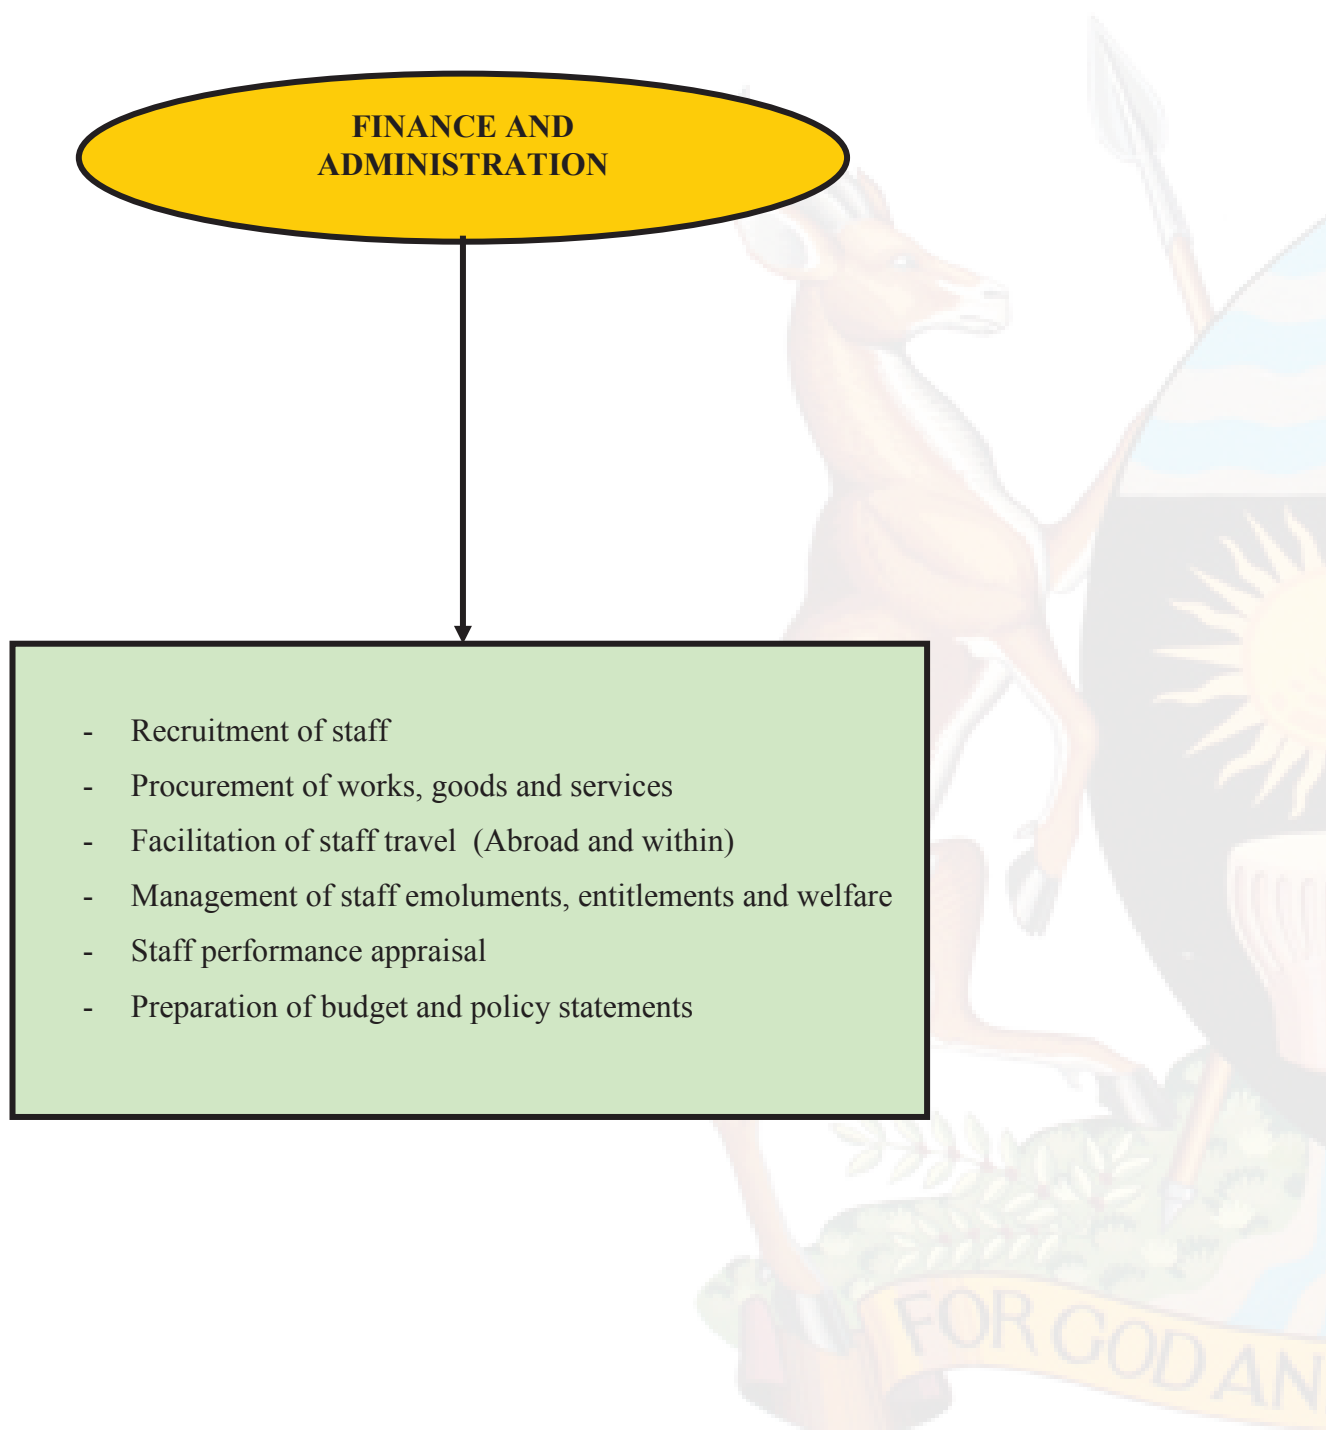 FINANCE AND
ADMINISTRATION
- Recruitment of staff
- Procurement of works, goods and services
- Facilitation of staff travel  (Abroad and within)
- Management of staff emoluments, entitlements and welfare
- Staff performance appraisal
- Preparation of budget and policy statements
FOR GOD AN